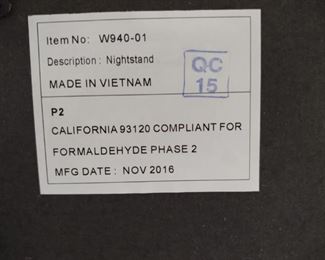 Item No: W940-01
Description: Nightstand
MADE IN VIETNAM
QC
15
P2
CALIFORNIA 93120 COMPLIANT FOR
FORMALDEHYDE PHASE 2
MFG DATE: NOV 2016